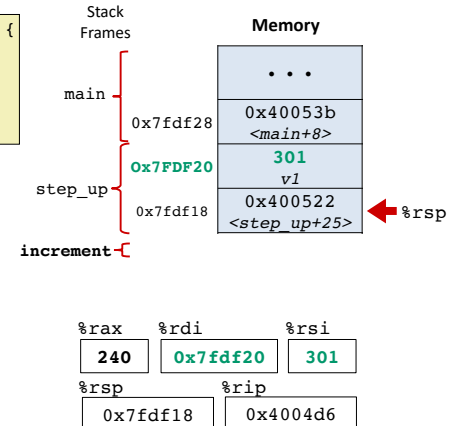 {
Stack
Frames
Memory
• • •
main
0x7fdf28
0x40053b
<main+8>
0x7FDF20
301
v1
step_up
0x7fdf18
0x400522
<step_up+25>
%rsp
increment
%rax %rdi %rsi
240 0x7fdf20 301
%rsp %rip
0x7fdf18 0x4004d6